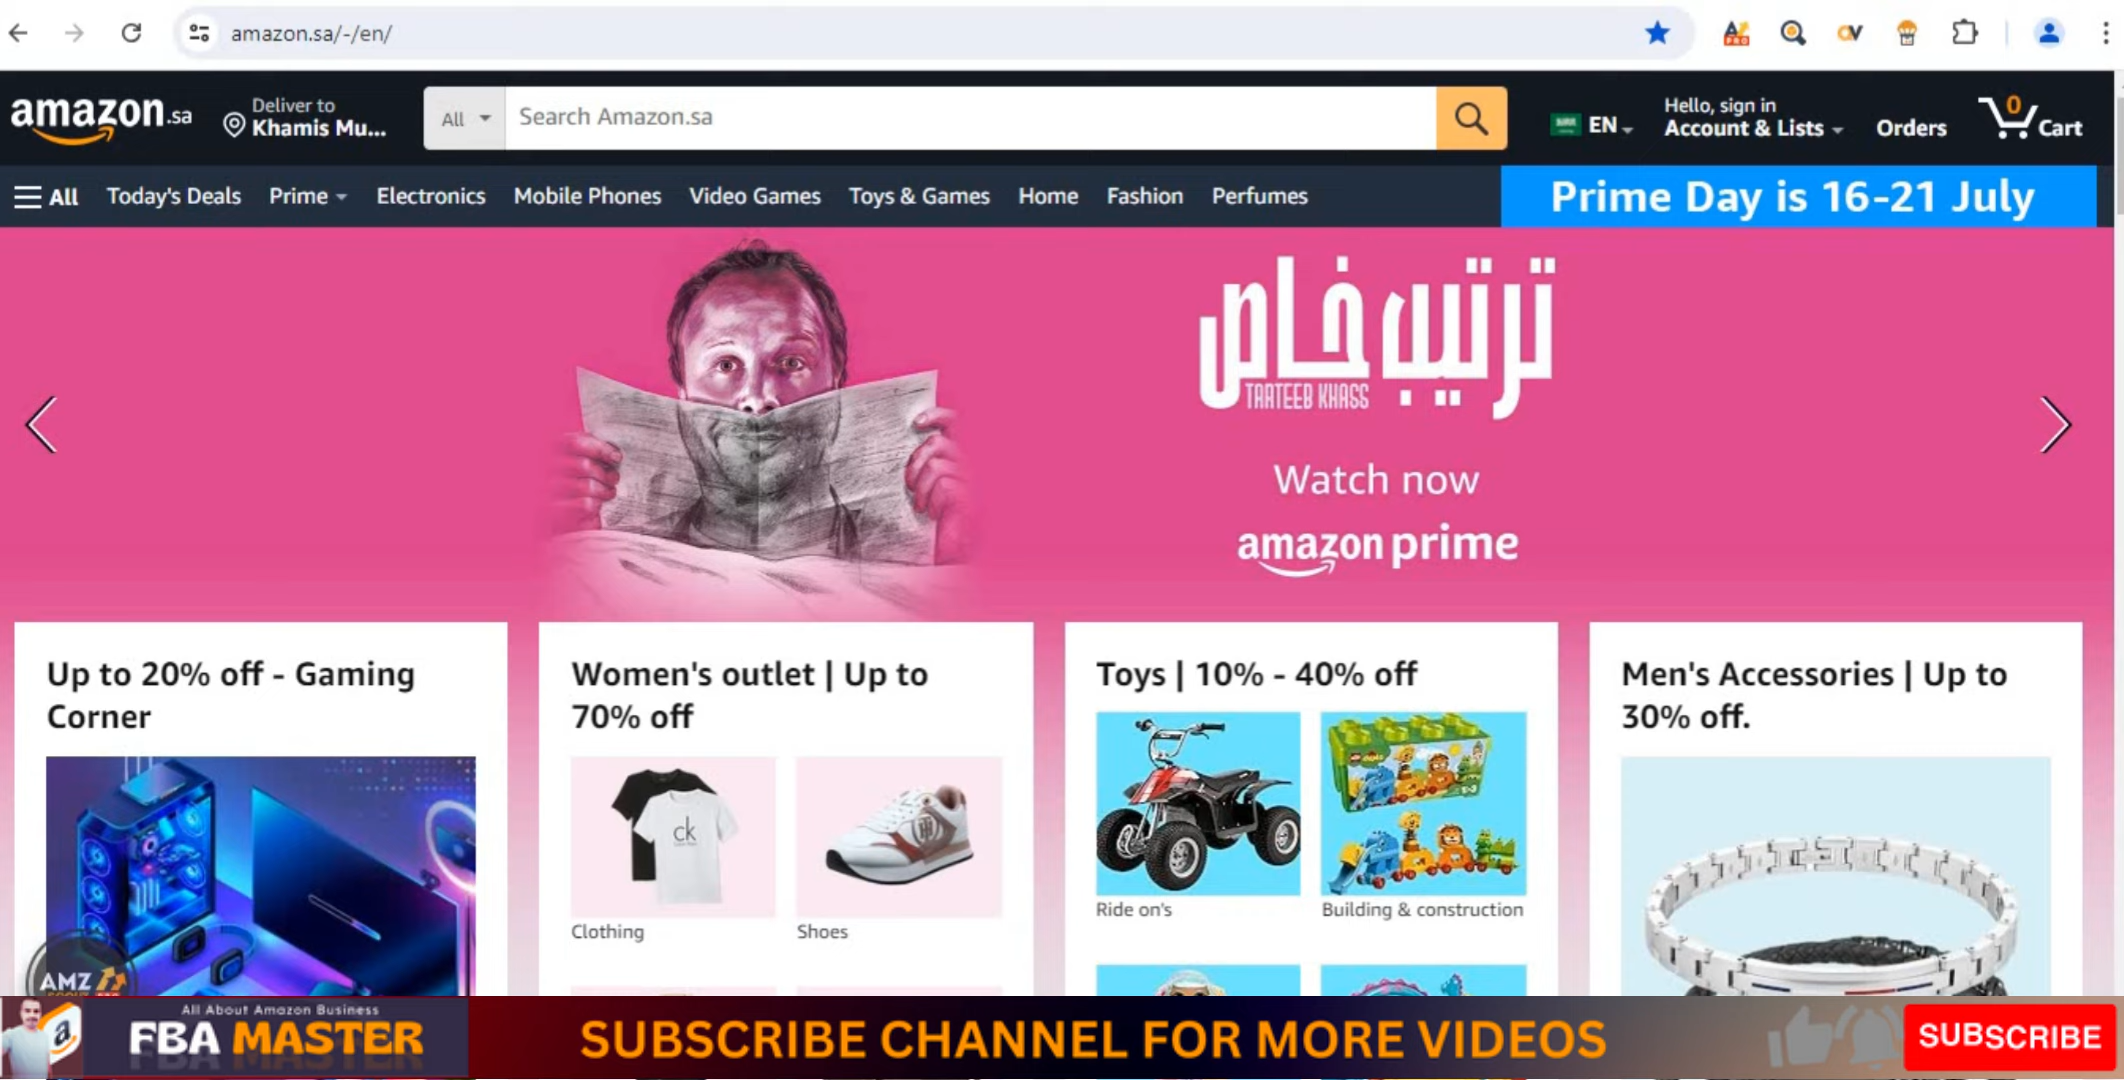 amazon.sa/-/en/
amazon.sa
Deliver to
Khamis Mu...
All
Search Amazon.sa
EN
Hello, sign in
Account & Lists
Orders
0
Cart
All
Today's Deals
Prime
Electronics
Mobile Phones
Video Games
Toys & Games
Home
Fashion
Perfumes
Prime Day is 16-21 July
ترتيب خاص
TARTEEB KHASS
Watch now
amazon prime
Up to 20% off - Gaming
Corner
Women's outlet | Up to
70% off
Toys | 10% - 40% off
Men's Accessories | Up to
30% off.
ck
Clothing
Shoes
Ride on's
Building & construction
AMZ
All About Amazon Business
FBA MASTER
SUBSCRIBE CHANNEL FOR MORE VIDEOS
SUBSCRIBE